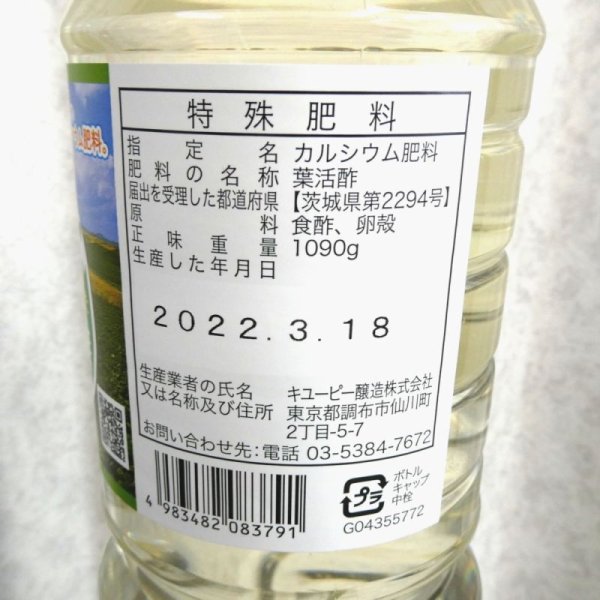 ム肥料。
特殊肥料
指定名 カルシウム肥料
肥料の名称 葉活酢
届出を受理した都道府県 【茨城県第2294号】
原料 食酢、卵殻
正味重量 1090g
生産した年月日
2022.3.18
生産業者の氏名 キユーピー醸造株式会社
又は名称及び住所 東京都調布市仙川町
2丁目-5-7
お問い合わせ先:電話 03-5384-7672
4 983482 083791
プラ
ボトル
キャップ
中栓
G04355772